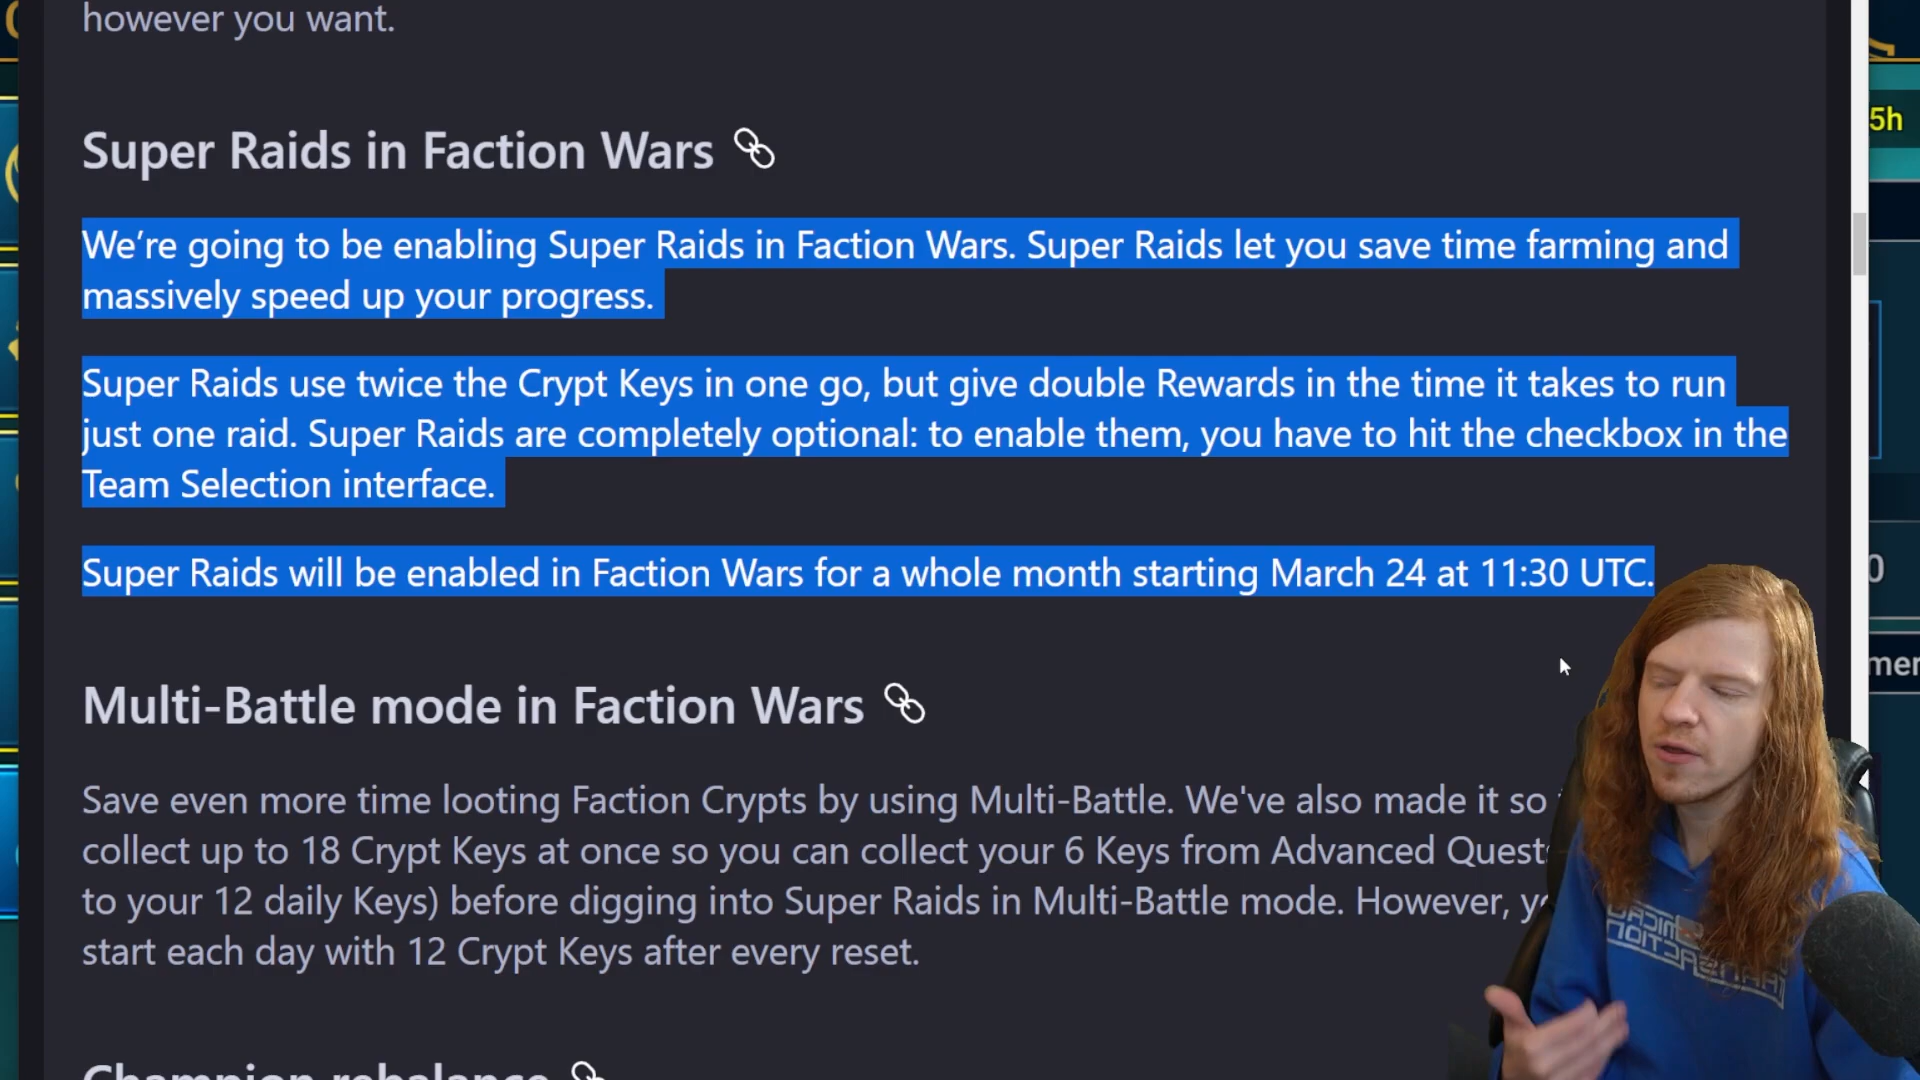 however you want.
5h
Super Raids in Faction Wars
We’re going to be enabling Super Raids in Faction Wars. Super Raids let you save time farming and
massively speed up your progress.
Super Raids use twice the Crypt Keys in one go, but give double Rewards in the time it takes to run
just one raid. Super Raids are completely optional: to enable them, you have to hit the checkbox in the
Team Selection interface.
Super Raids will be enabled in Faction Wars for a whole month starting March 24 at 11:30 UTC.
0
mer
Multi-Battle mode in Faction Wars
Save even more time looting Faction Crypts by using Multi-Battle. We've also made it so
collect up to 18 Crypt Keys at once so you can collect your 6 Keys from Advanced Quest
to your 12 daily Keys) before digging into Super Raids in Multi-Battle mode. However, y
start each day with 12 Crypt Keys after every reset.
Champion rebalance